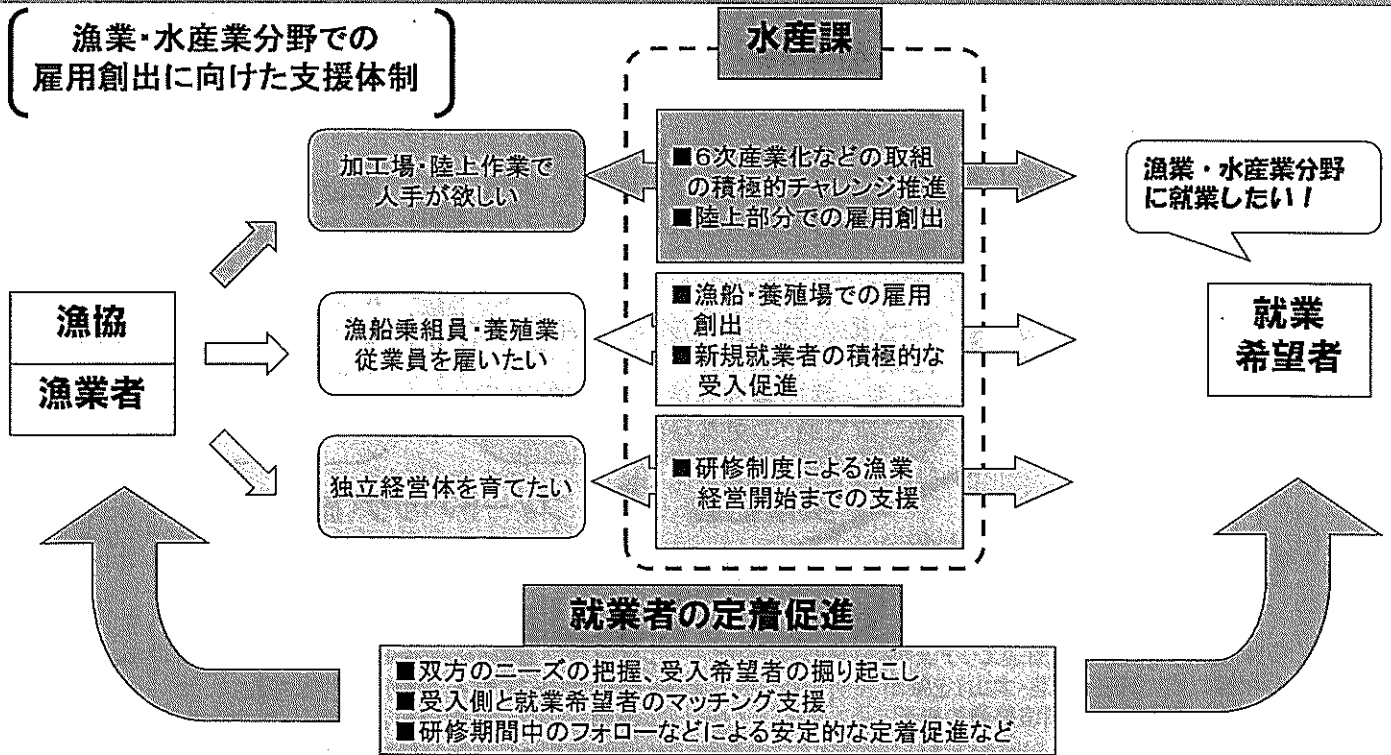 漁業・水産業分野での
雇用創出に向けた支援体制
水産課
加工場・陸上作業で
人手が欲しい
■6次産業化などの取組
の積極的チャレンジ推進
■陸上部分での雇用創出
漁業・水産業分野
に就業したい！
漁協
漁業者
漁船乗組員・養殖業
従業員を雇いたい
■漁船・養殖場での雇用
創出
■新規就業者の積極的な
受入促進
就業
希望者
独立経営体を育てたい
■研修制度による漁業
経営開始までの支援
就業者の定着促進
■双方のニーズの把握、受入希望者の掘り起こし
■受入側と就業希望者のマッチング支援
■研修期間中のフォローなどによる安定的な定着促進など